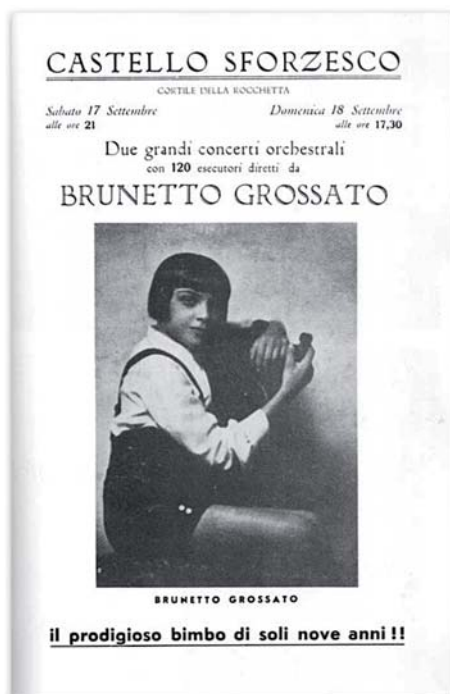 CASTELLO SFORZESCO
CORTILE DELLA ROCCHETTA
Sabato 17 Settembre Domenica 18 Settembre
alle ore 21 alle ore 17,30
Due grandi concerti orchestrali
con 120 esecutori diretti da
BRUNETTO GROSSATO
BRUNETTO GROSSATO
il prodigioso bimbo di soli nove anni!!